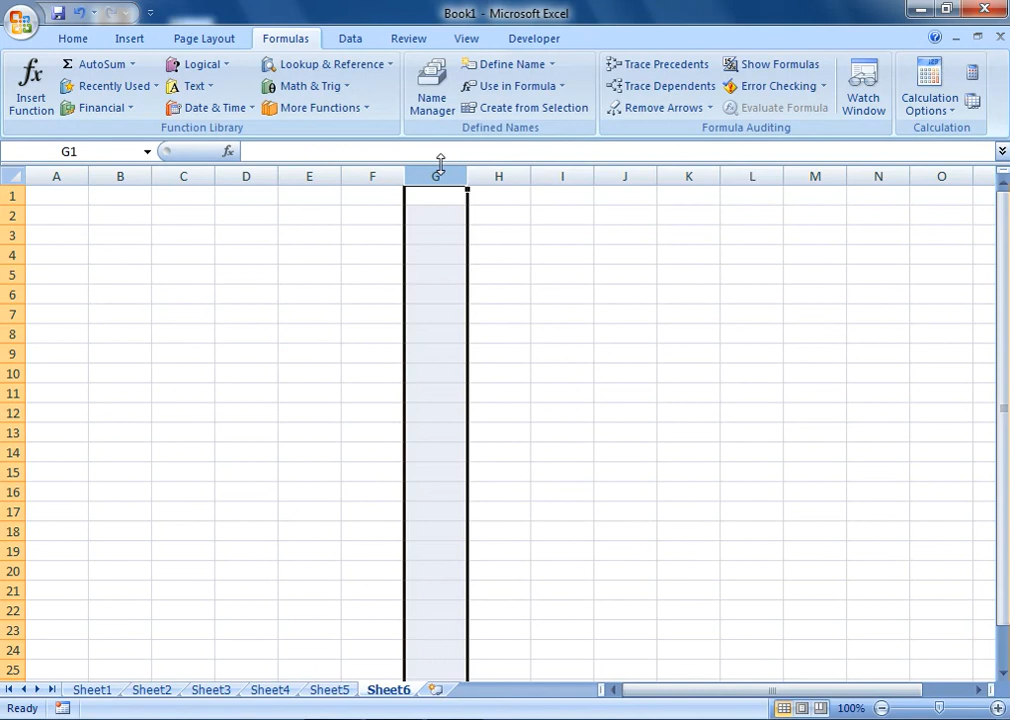 Book1 - Microsoft Excel
Home Insert Page Layout Formulas Data Review View Developer
Insert Function
AutoSum
Recently Used
Financial
Logical
Text
Date & Time
Lookup & Reference
Math & Trig
More Functions
Function Library
Name Manager
Define Name
Use in Formula
Create from Selection
Defined Names
Trace Precedents
Trace Dependents
Remove Arrows
Show Formulas
Error Checking
Evaluate Formula
Formula Auditing
Watch Window
Calculation Options
Calculation
G1 fx
A B C D E F G H I J K L M N O
1
2
3
4
5
6
7
8
9
10
11
12
13
14
15
16
17
18
19
20
21
22
23
24
25
Sheet1 Sheet2 Sheet3 Sheet4 Sheet5 Sheet6
Ready 100%